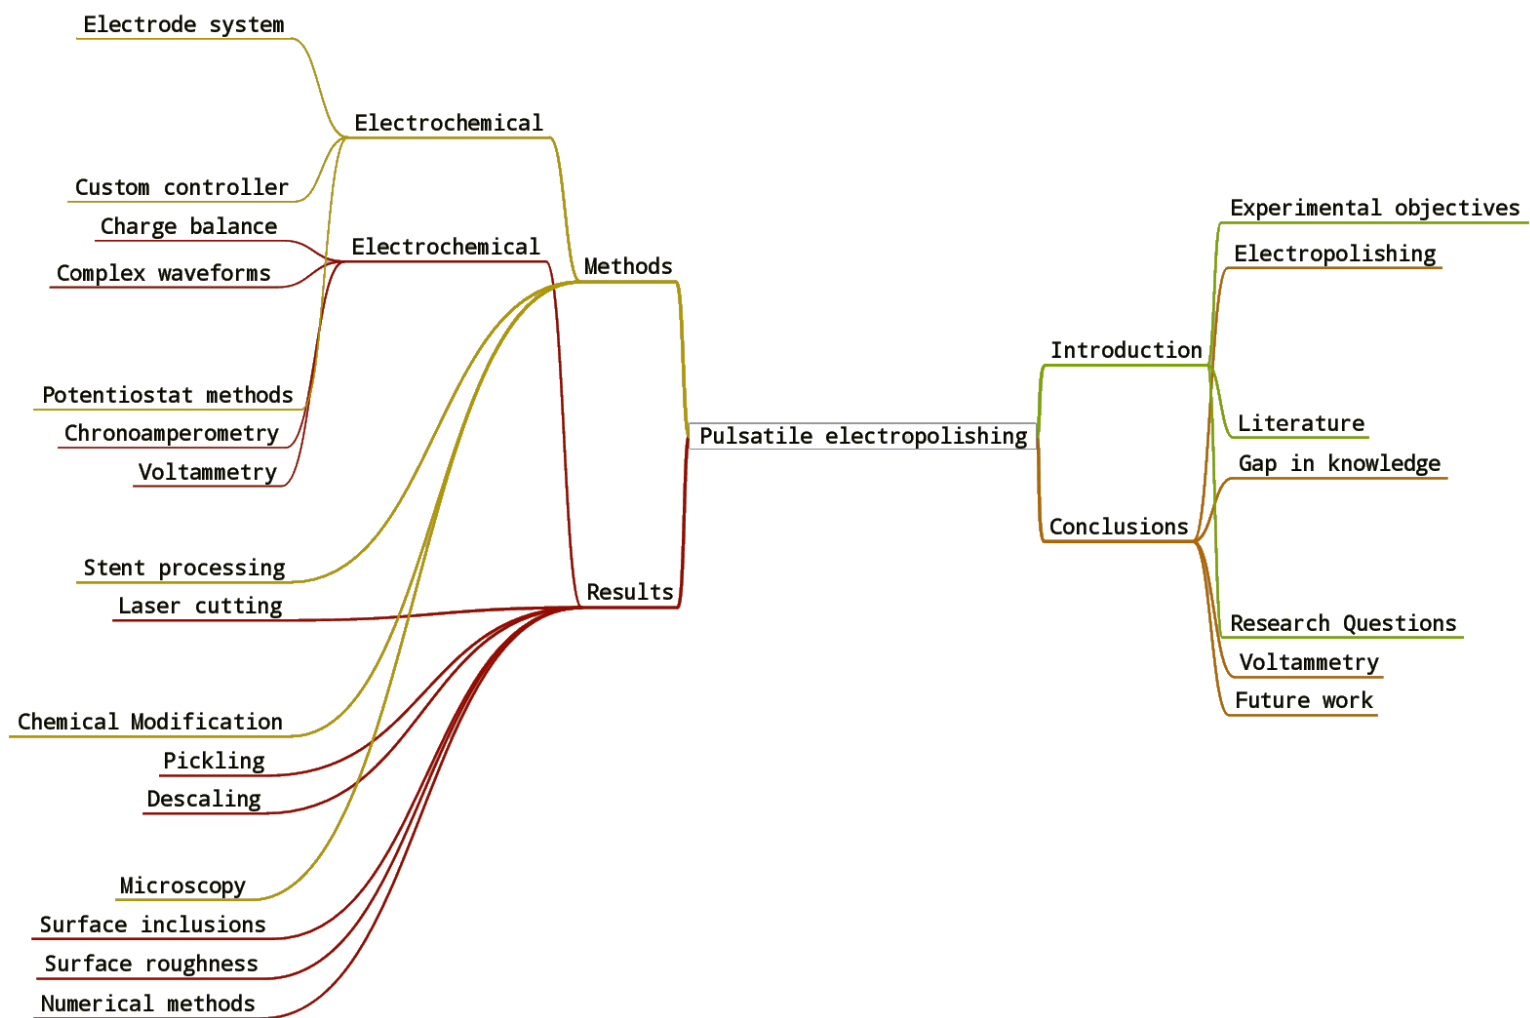 Electrode system
Electrochemical
Custom controller
Charge balance
Electrochemical
Complex waveforms
Methods
Potentiostat methods
Chronoamperometry
Voltammetry
Stent processing
Laser cutting
Results
Chemical Modification
Pickling
Descaling
Microscopy
Surface inclusions
Surface roughness
Numerical methods
Pulsatile electropolishing
Experimental objectives
Electropolishing
Introduction
Literature
Gap in knowledge
Conclusions
Research Questions
Voltammetry
Future work